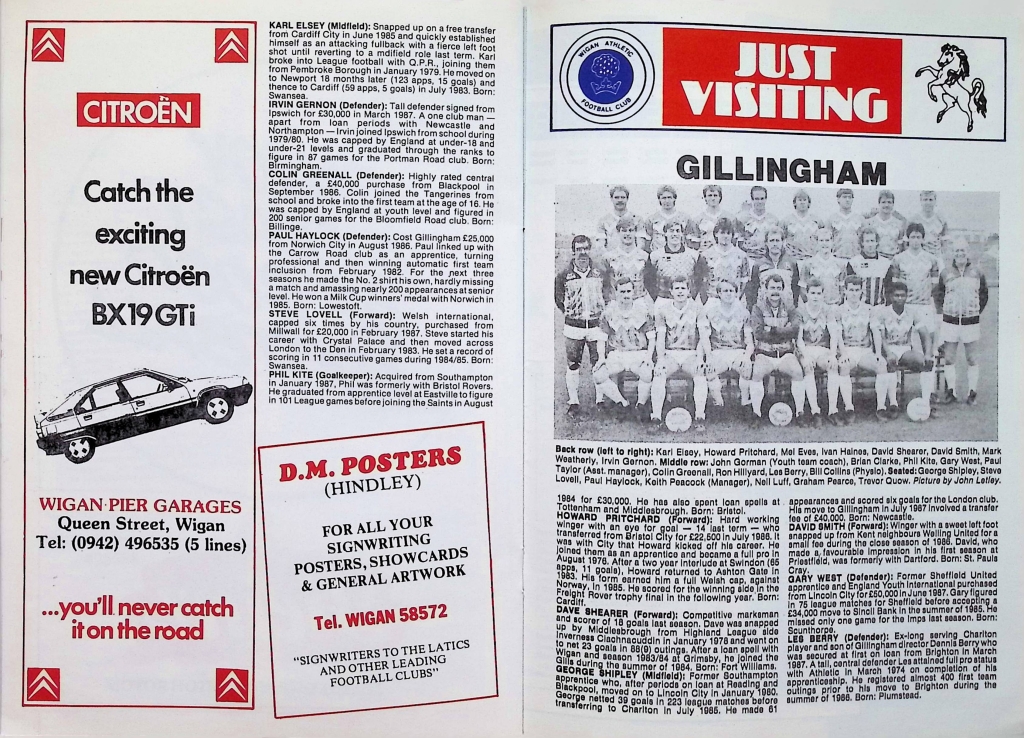 CITROËN
Catch the
exciting
new Citroën
BX19GTi
WIGAN PIER GARAGES
Queen Street, Wigan
Tel: (0942) 496535 (5 lines)
...you'll never catch
it on the road
KARL ELSEY (Midfield): Snapped up on a free transfer
from Cardiff City in June 1985 and quickly established
himself as an attacking fullback with a fierce left foot
shot until reverting to a mdifield role last term. Karl
broke into League football with Q.P.R., joining them
from Pembroke Borough in January 1979. He moved on
to Newport 18 months later (123 apps, 15 goals) and
thence to Cardiff (59 apps, 5 goals) in July 1983. Born:
Swansea.
IRVIN GERNON (Defender): Tall defender signed from
Ipswich for £30,000 in March 1987. A one club man —
apart from loan periods with Newcastle and
Northampton — Irvin joined Ipswich from school during
1979/80. He was capped by England at under-18 and
under-21 levels and graduated through the ranks to
figure in 87 games for the Portman Road club. Born:
Birmingham.
COLIN GREENALL (Defender): Highly rated central
defender, a £40,000 purchase from Blackpool in
September 1986. Colin joined the Tangerines from
school and broke into the first team at the age of 16. He
was capped by England at youth level and figured in
200 senior games for the Bloomfield Road club. Born:
Billinge.
PAUL HAYLOCK (Defender): Cost Gillingham £25,000
from Norwich City in August 1986. Paul linked up with
the Carrow Road club as an apprentice, turning
professional and then winning automatic first team
inclusion from February 1982. For the next three
seasons he made the No. 2 shirt his own, hardly missing
a match and amassing nearly 200 appearances at senior
level. He won a Milk Cup winners' medal with Norwich in
1985. Born: Lowestoft.
STEVE LOVELL (Forward): Welsh international,
capped six times by his country, purchased from
Millwall for £20,000 in February 1987. Steve started his
career with Crystal Palace and then moved across
London to the Den in February 1983. He set a record of
scoring in 11 consecutive games during 1984/85. Born:
Swansea.
PHIL KITE (Goalkeeper): Acquired from Southampton
in January 1987, Phil was formerly with Bristol Rovers.
He graduated from apprentice level at Eastville to figure
in 101 League games before joining the Saints in August
D.M. POSTERS
(HINDLEY)
FOR ALL YOUR
SIGNWRITING
POSTERS, SHOWCARDS
& GENERAL ARTWORK
Tel. WIGAN 58572
"SIGNWRITERS TO THE LATICS
AND OTHER LEADING
FOOTBALL CLUBS"
WIGAN ATHLETIC
FOOTBALL CLUB
JUST
VISITING
GILLINGHAM
Back row (left to right): Karl Elsey, Howard Pritchard, Mel Eves, Ivan Haines, David Shearer, David Smith, Mark
Weatherly, Irvin Gernon. Middle row: John Gorman (Youth team coach), Brian Clarke, Phil Kite, Gary West, Paul
Taylor (Asst. manager), Colin Greenall, Ron Hillyard, Les Berry, Bill Collins (Physio). Seated: George Shipley, Steve
Lovell, Paul Haylock, Keith Peacock (Manager), Neil Luff, Graham Pearce, Trevor Quow. Picture by John Letley.
1984 for £30,000. He has also spent loan spells at
Tottenham and Middlesbrough. Born: Bristol.
HOWARD PRITCHARD (Forward): Hard working
winger with an eye for goal — 14 last term — who
transferred from Bristol City for £22,500 in July 1986. It
was with City that Howard kicked off his career. He
joined them as an apprentice and became a full pro in
August 1976. After a two year interlude at Swindon (65
apps, 11 goals), Howard returned to Ashton Gate in
1983. His form earned him a full Welsh cap, against
Norway, in 1985. He scored for the winning side in the
Freight Rover trophy final in the following year. Born:
Cardiff.
DAVE SHEARER (Forward): Competitive marksman
and scorer of 18 goals last season. Dave was snapped
up by Middlesbrough from Highland League side
Inverness Clachnacuddin in January 1978 and went on
to net 23 goals in 88(9) outings. After a loan spell with
Wigan and season 1983/84 at Grimsby, he joined the
Gills during the summer of 1984. Born: Fort Williams.
GEORGE SHIPLEY (Midfield): Former Southampton
apprentice who, after periods on loan at Reading and
Blackpool, moved on to Lincoln City in January 1980.
George netted 39 goals in 223 league matches before
transferring to Charlton in July 1985. He made 61
appearances and scored six goals for the London club.
His move to Gillingham in July 1987 involved a transfer
fee of £40,000. Born: Newcastle.
DAVID SMITH (Forward): Winger with a sweet left foot
snapped up from Kent neighbours Welling United for a
small fee during the close season of 1986. David, who
made a favourable impression in his first season at
Priestfield, was formerly with Dartford. Born: St. Pauls
Cray.
GARY WEST (Defender): Former Sheffield United
apprentice and England Youth international purchased
from Lincoln City for £50,000 in June 1987. Gary figured
in 75 league matches for Sheffield before accepting a
£34,000 move to Sincil Bank in the summer of 1985. He
missed only one game for the Imps last season. Born:
Scunthorpe.
LES BERRY (Defender): Ex-long serving Charlton
player and son of Gillingham director Dennis Berry who
was secured at first on loan from Brighton in March
1987. A tall, central defender Les attained full pro status
with Athletic in March 1974 on completion of his
apprenticeship. He registered almost 400 first team
outings prior to his move to Brighton during the
summer of 1986. Born: Plumstead.